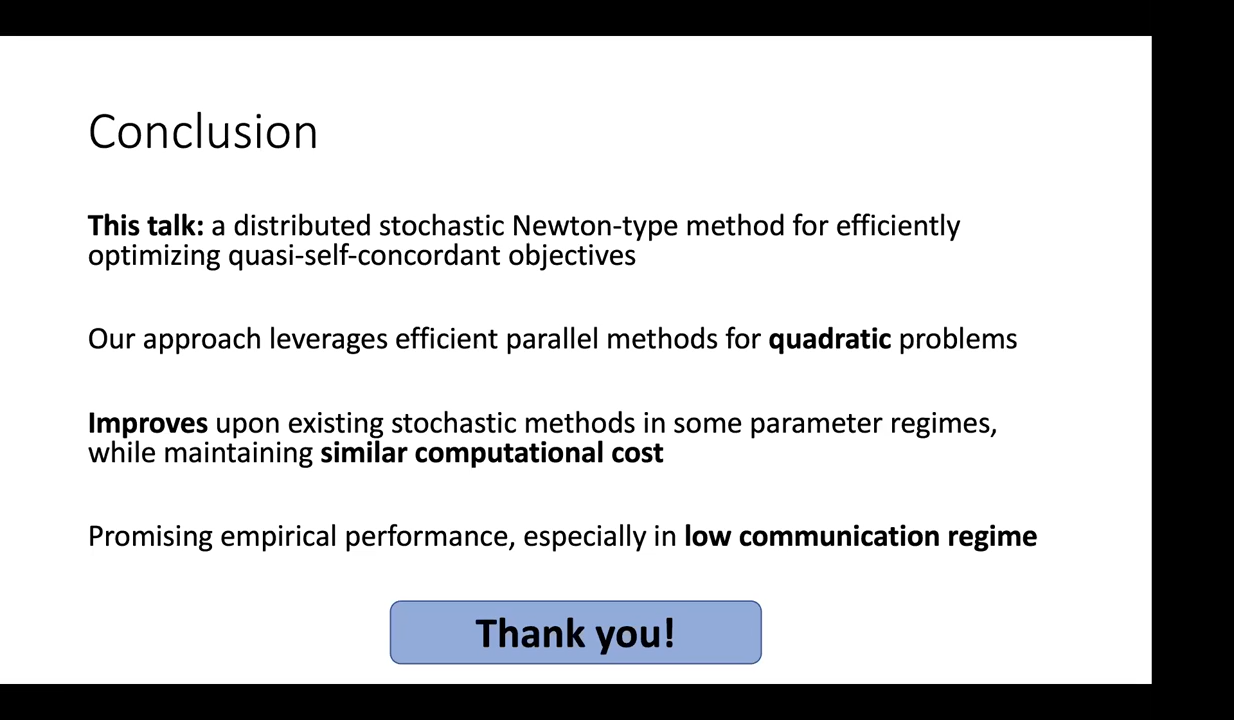 Conclusion
This talk: a distributed stochastic Newton-type method for efficiently
optimizing quasi-self-concordant objectives
Our approach leverages efficient parallel methods for quadratic problems
Improves upon existing stochastic methods in some parameter regimes,
while maintaining similar computational cost
Promising empirical performance, especially in low communication regime
Thank you!